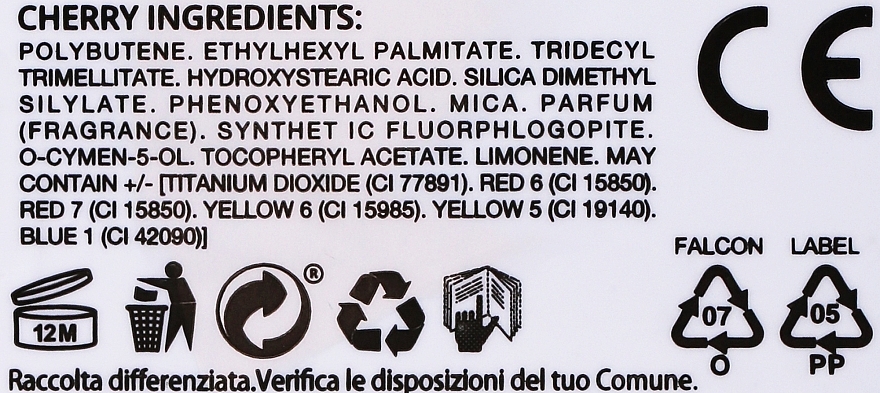 CHERRY INGREDIENTS:
POLYBUTENE. ETHYLHEXYL PALMITATE. TRIDECYL
TRIMELLITATE. HYDROXYSTEARIC ACID. SILICA DIMETHYL
SILYLATE. PHENOXYETHANOL. MICA. PARFUM
(FRAGRANCE). SYNTHET IC FLUORPHLOGOPITE.
O-CYMEN-5-OL. TOCOPHERYL ACETATE. LIMONENE. MAY
CONTAIN +/- [TITANIUM DIOXIDE (CI 77891). RED 6 (CI 15850).
RED 7 (CI 15850). YELLOW 6 (CI 15985). YELLOW 5 (CI 19140).
BLUE 1 (CI 42090)]
CE
FALCON LABEL
12M
®
07 05
O PP
Raccolta differenziata.Verifica le disposizioni del tuo Comune.